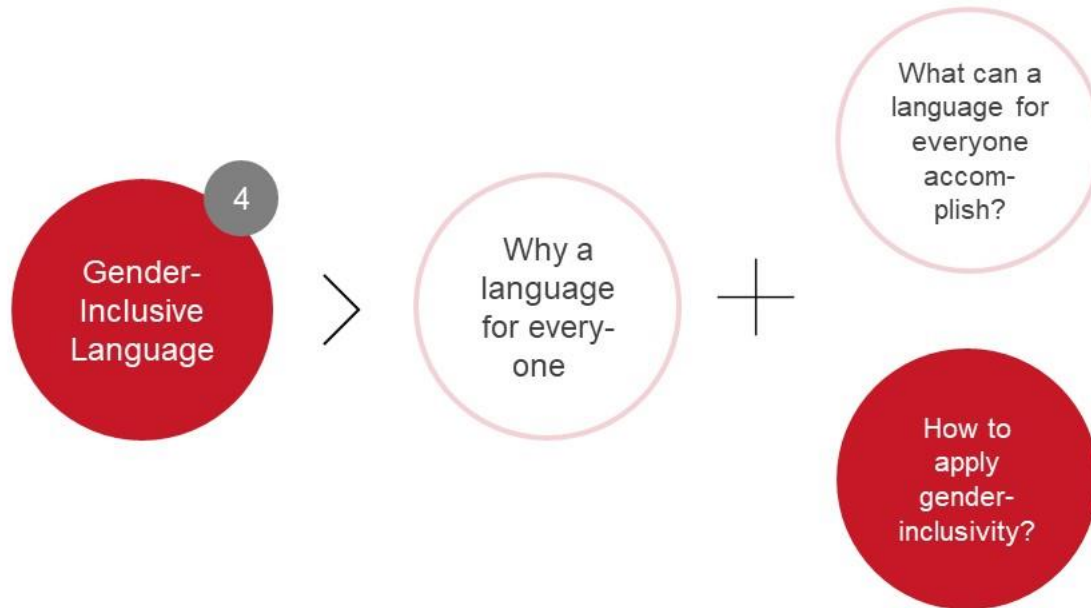 4
Gender-
Inclusive
Language
Why a
language
for every-
one
What can a
language for
everyone
accom-
plish?
How to
apply
gender-
inclusivity?